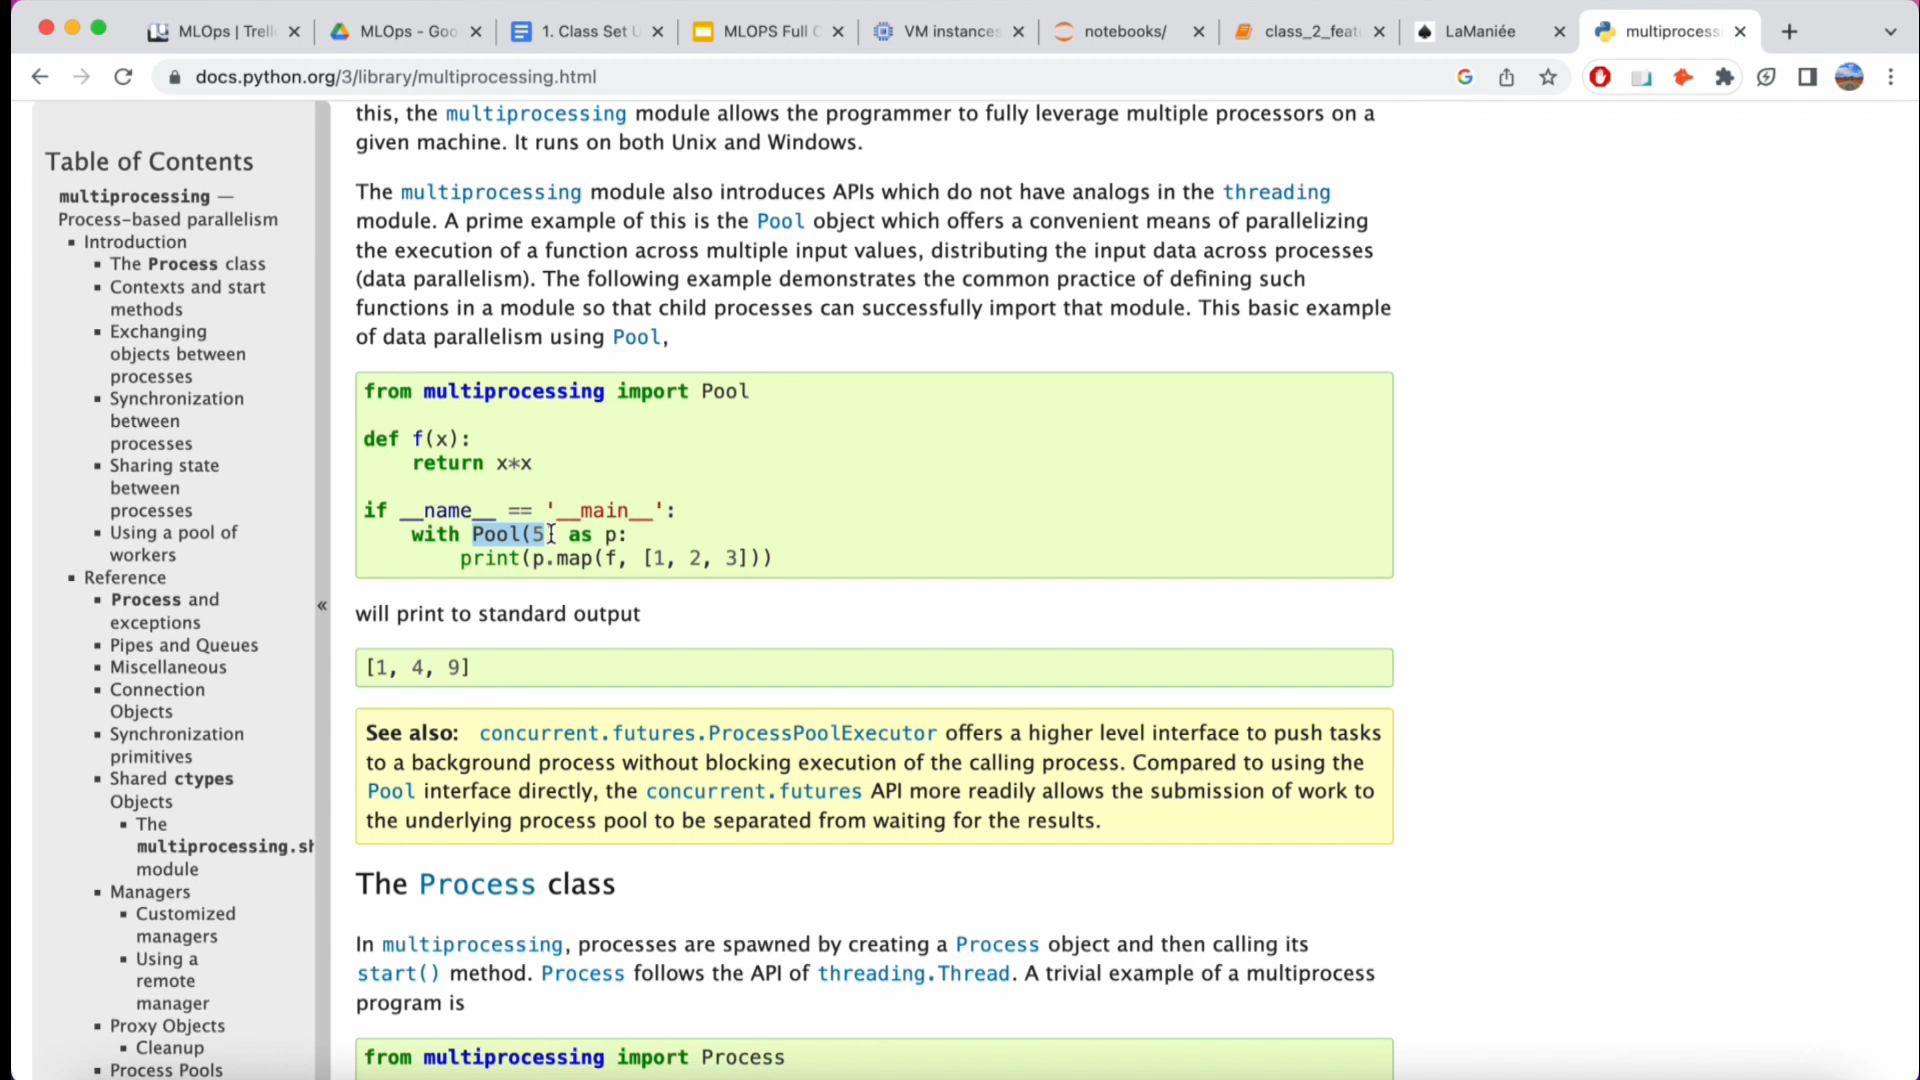 MLOps | Trell
MLOps - Goo
1. Class Set U
MLOPS Full C
VM instances
notebooks/
class_2_featu
LaManiée
multiprocessi
docs.python.org/3/library/multiprocessing.html
Table of Contents
multiprocessing —
Process-based parallelism
Introduction
The Process class
Contexts and start
methods
Exchanging
objects between
processes
Synchronization
between
processes
Sharing state
between
processes
Using a pool of
workers
Reference
Process and
exceptions
Pipes and Queues
Miscellaneous
Connection
Objects
Synchronization
primitives
Shared ctypes
Objects
The
multiprocessing.sh
module
Managers
Customized
managers
Using a
remote
manager
Proxy Objects
Cleanup
Process Pools
«
this, the multiprocessing module allows the programmer to fully leverage multiple processors on a
given machine. It runs on both Unix and Windows.
The multiprocessing module also introduces APIs which do not have analogs in the threading
module. A prime example of this is the Pool object which offers a convenient means of parallelizing
the execution of a function across multiple input values, distributing the input data across processes
(data parallelism). The following example demonstrates the common practice of defining such
functions in a module so that child processes can successfully import that module. This basic example
of data parallelism using Pool,
from multiprocessing import Pool
def f(x):
return x*x
if __name__ == '__main__':
with Pool(5) as p:
print(p.map(f, [1, 2, 3]))
will print to standard output
[1, 4, 9]
See also: concurrent.futures.ProcessPoolExecutor offers a higher level interface to push tasks
to a background process without blocking execution of the calling process. Compared to using the
Pool interface directly, the concurrent.futures API more readily allows the submission of work to
the underlying process pool to be separated from waiting for the results.
The Process class
In multiprocessing, processes are spawned by creating a Process object and then calling its
start() method. Process follows the API of threading.Thread. A trivial example of a multiprocess
program is
from multiprocessing import Process